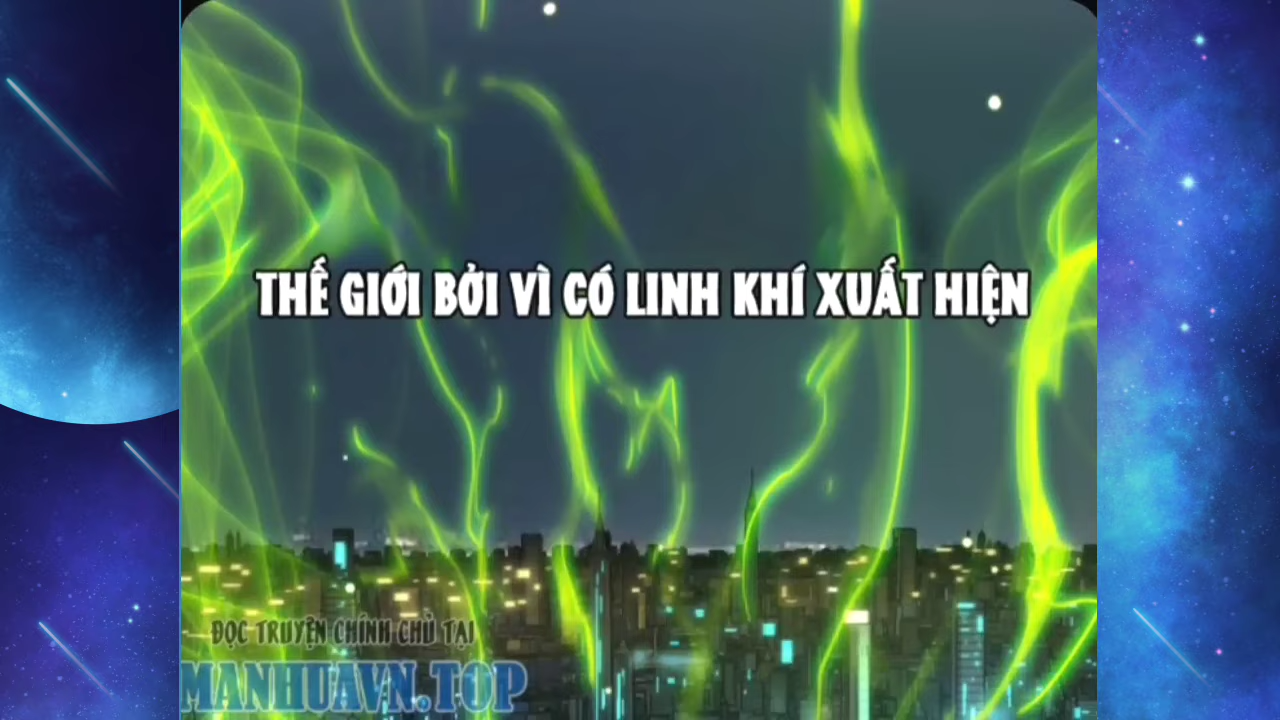 THẾ GIỚI BỞI VÌ CÓ LINH KHÍ XUẤT HIỆN
ĐỌC TRUYỆN CHÍNH CHỦ TẠI
MANHUAVN.TOP